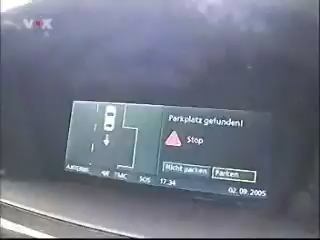 VOX
Parkplatz gefunden!
Stop
Nicht parken
Parken
TMC
SOS
17:34
02.09.2005